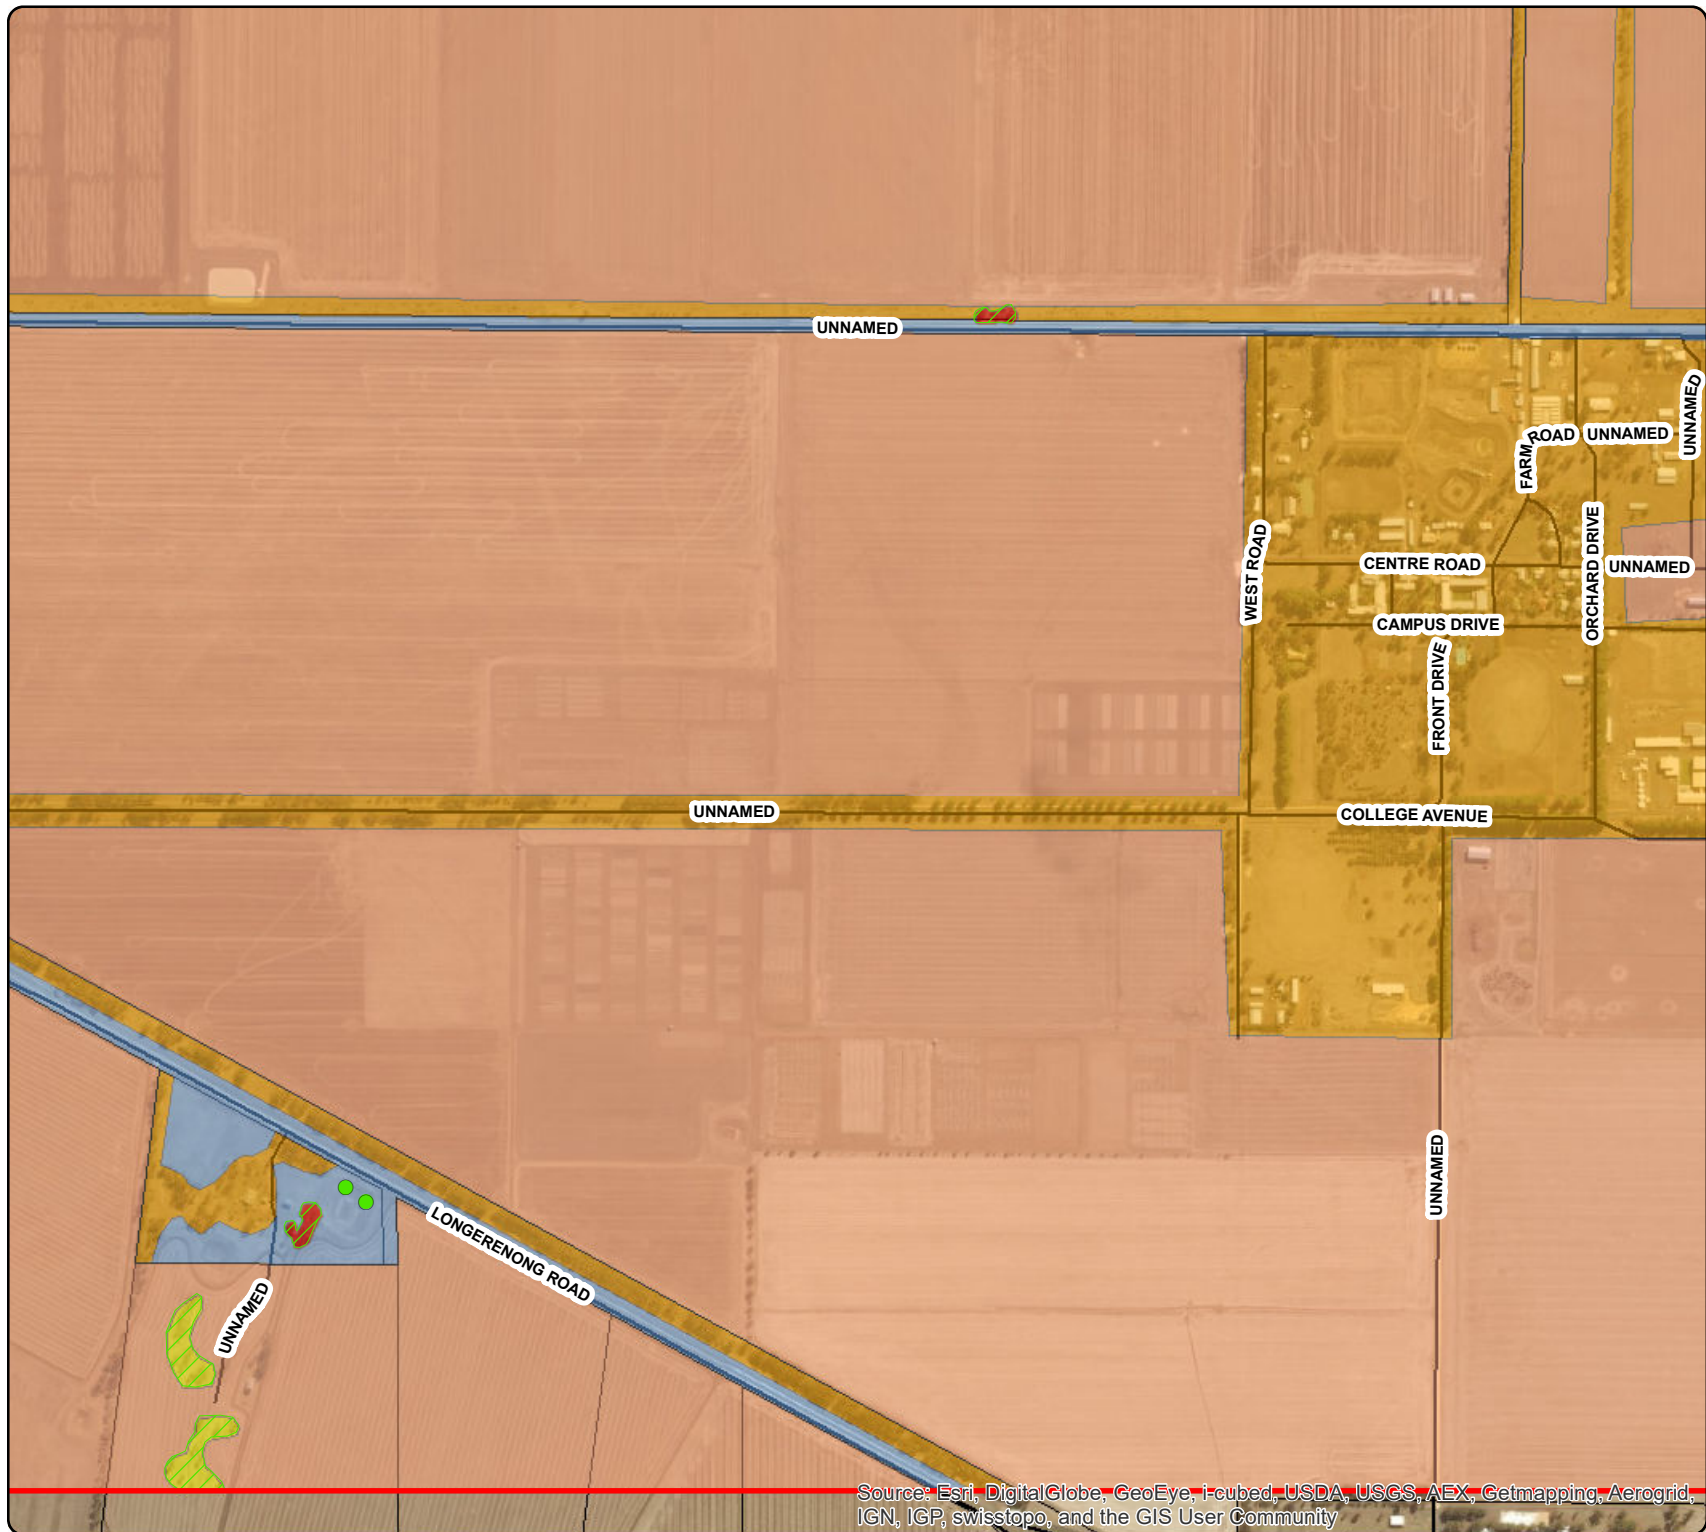 UNNAMED
UNNAMED
FARM ROAD
UNNAMED
WEST ROAD
CENTRE ROAD
ORCHARD DRIVE
UNNAMED
CAMPUS DRIVE
FRONT DRIVE
UNNAMED
COLLEGE AVENUE
UNNAMED
LONGERENONG ROAD
UNNAMED
Source: Esri, DigitalGlobe, GeoEye, i-cubed, USDA, USGS, AEX, Getmapping, Aerogrid,
IGN, IGP, swisstopo, and the GIS User Community